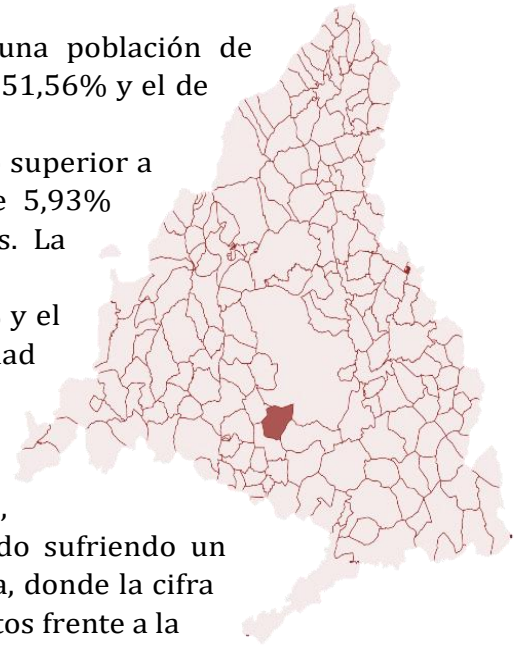 una población de
51,56% y el de
superior a
5,93%
s. La
y el
dad
,
do sufriendo un
a, donde la cifra
tos frente a la